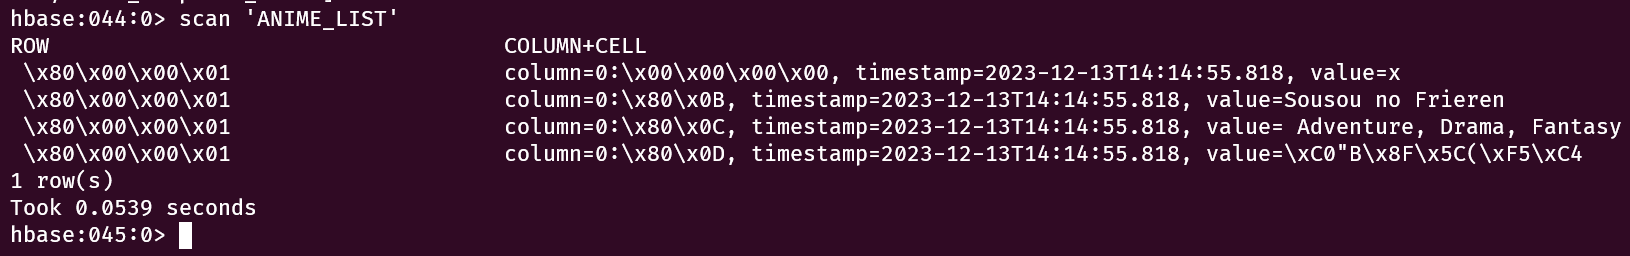 hbase:044:0> scan 'ANIME_LIST'
ROW COLUMN+CELL
\x80\x00\x00\x01 column=0:\x00\x00\x00\x00, timestamp=2023-12-13T14:14:55.818, value=x
\x80\x00\x00\x01 column=0:\x80\x0B, timestamp=2023-12-13T14:14:55.818, value=Sousou no Frieren
\x80\x00\x00\x01 column=0:\x80\x0C, timestamp=2023-12-13T14:14:55.818, value= Adventure, Drama, Fantasy
\x80\x00\x00\x01 column=0:\x80\x0D, timestamp=2023-12-13T14:14:55.818, value=\xC0"B\x8F\x5C(\xF5\xC4
1 row(s)
Took 0.0539 seconds
hbase:045:0>